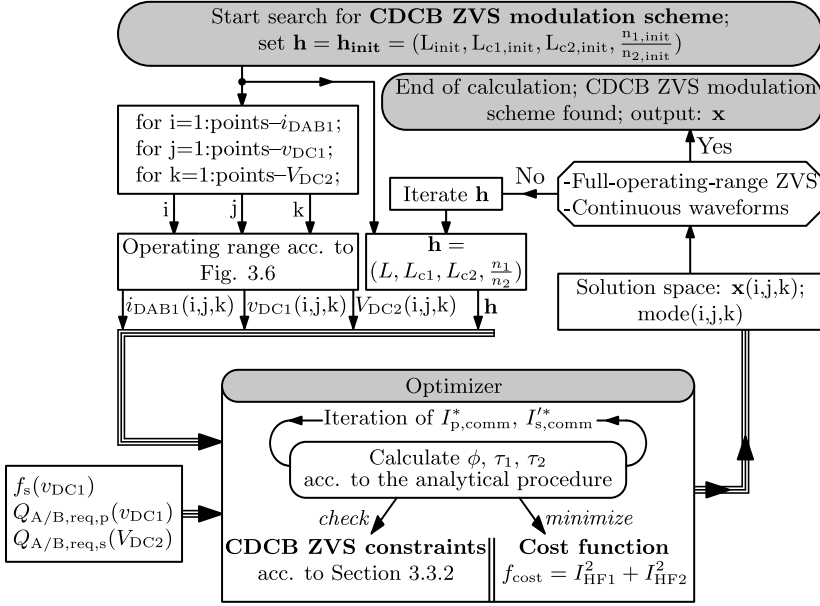 Start search for CDCB ZVS modulation scheme;
set h = h_init = (L_init, L_c1,init, L_c2,init, n_1,init/n_2,init)
End of calculation; CDCB ZVS modulation
scheme found; output: x
for i=1:points–i_DAB1;
for j=1:points–v_DC1;
for k=1:points–V_DC2;
Yes
No
Iterate h
-Full-operating-range ZVS
-Continuous waveforms
i
j
k
Operating range acc. to
Fig. 3.6
h =
(L, L_c1, L_c2, n_1/n_2)
Solution space: x(i,j,k);
mode(i,j,k)
i_DAB1(i,j,k)
v_DC1(i,j,k)
V_DC2(i,j,k)
h
Optimizer
Iteration of I*_p,comm, I'*_s,comm
Calculate ϕ, τ_1, τ_2
acc. to the analytical procedure
f_s(v_DC1)
Q_A/B,req,p(v_DC1)
Q_A/B,req,s(V_DC2)
check
minimize
CDCB ZVS constraints
acc. to Section 3.3.2
Cost function
f_cost = I²_HF1 + I²_HF2